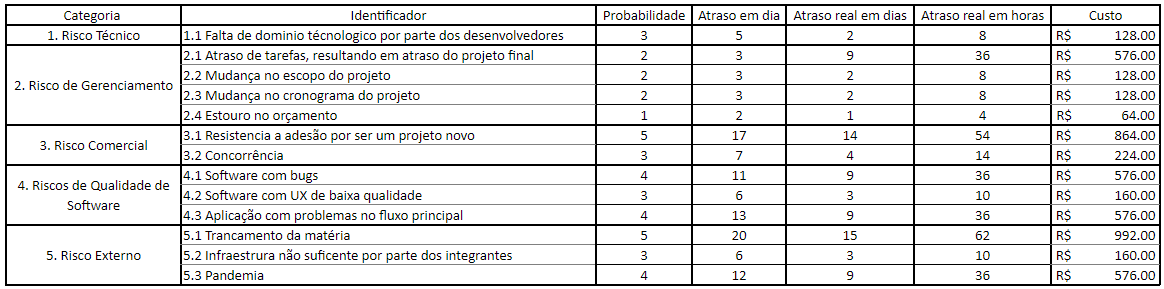 Categoria Identificador Probabilidade Atraso em dia Atraso real em dias Atraso real em horas Custo
1. Risco Técnico 1.1 Falta de dominio técnologico por parte dos desenvolvedores 3 5 2 8 R$ 128.00
2. Risco de Gerenciamento 2.1 Atraso de tarefas, resultando em atraso do projeto final 2 3 9 36 R$ 576.00
2.2 Mudança no escopo do projeto 2 3 2 8 R$ 128.00
2.3 Mudança no cronograma do projeto 2 3 2 8 R$ 128.00
2.4 Estouro no orçamento 1 2 1 4 R$ 64.00
3. Risco Comercial 3.1 Resistencia a adesão por ser um projeto novo 5 17 14 54 R$ 864.00
3.2 Concorrência 3 7 4 14 R$ 224.00
4. Riscos de Qualidade de Software 4.1 Software com bugs 4 11 9 36 R$ 576.00
4.2 Software com UX de baixa qualidade 3 6 3 10 R$ 160.00
4.3 Aplicação com problemas no fluxo principal 4 13 9 36 R$ 576.00
5. Risco Externo 5.1 Trancamento da matéria 5 20 15 62 R$ 992.00
5.2 Infraestrura não suficente por parte dos integrantes 3 6 3 10 R$ 160.00
5.3 Pandemia 4 12 9 36 R$ 576.00